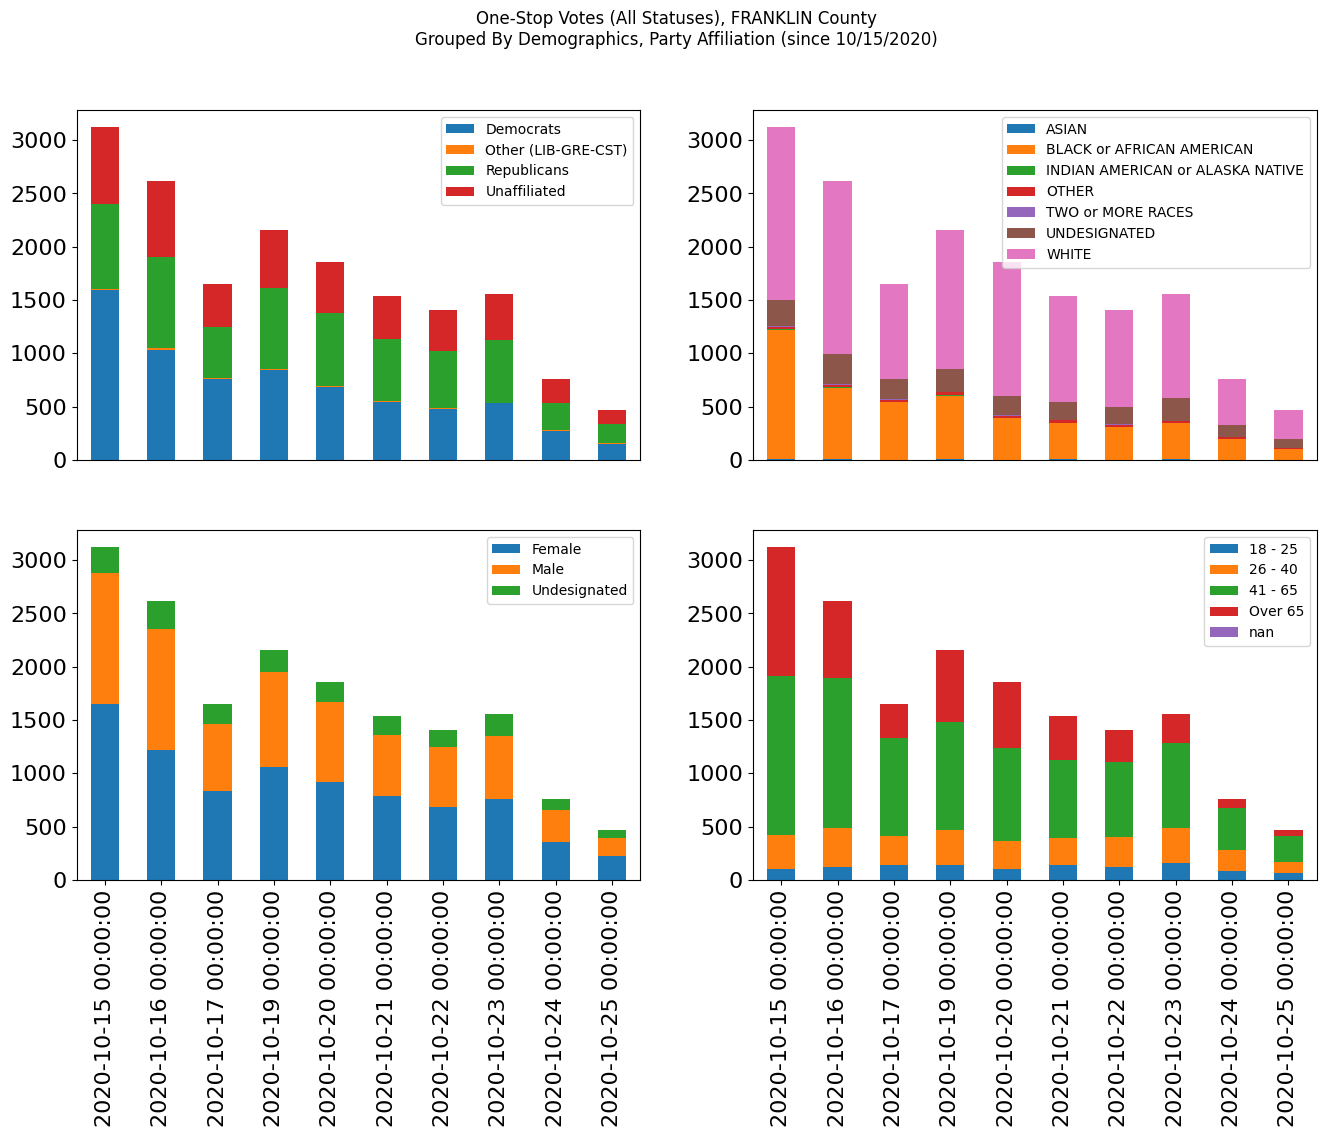 One-Stop Votes (All Statuses), FRANKLIN County
Grouped By Demographics, Party Affiliation (since 10/15/2020)
3000
2500
2000
1500
1000
500
0
Democrats
Other (LIB-GRE-CST)
Republicans
Unaffiliated
3000
2500
2000
1500
1000
500
0
ASIAN
BLACK or AFRICAN AMERICAN
INDIAN AMERICAN or ALASKA NATIVE
OTHER
TWO or MORE RACES
UNDESIGNATED
WHITE
3000
2500
2000
1500
1000
500
0
Female
Male
Undesignated
2020-10-15 00:00:00
2020-10-16 00:00:00
2020-10-17 00:00:00
2020-10-19 00:00:00
2020-10-20 00:00:00
2020-10-21 00:00:00
2020-10-22 00:00:00
2020-10-23 00:00:00
2020-10-24 00:00:00
2020-10-25 00:00:00
3000
2500
2000
1500
1000
500
0
18 - 25
26 - 40
41 - 65
Over 65
nan
2020-10-15 00:00:00
2020-10-16 00:00:00
2020-10-17 00:00:00
2020-10-19 00:00:00
2020-10-20 00:00:00
2020-10-21 00:00:00
2020-10-22 00:00:00
2020-10-23 00:00:00
2020-10-24 00:00:00
2020-10-25 00:00:00